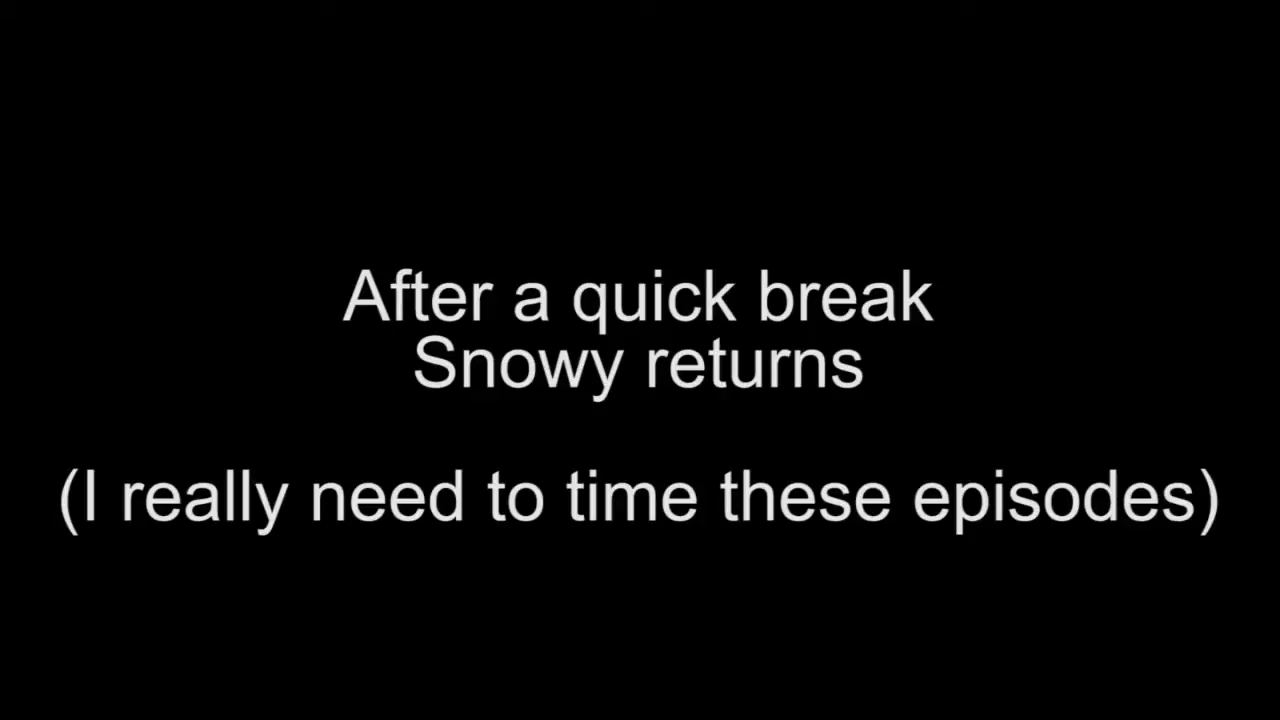 After a quick break
Snowy returns
(I really need to time these episodes)